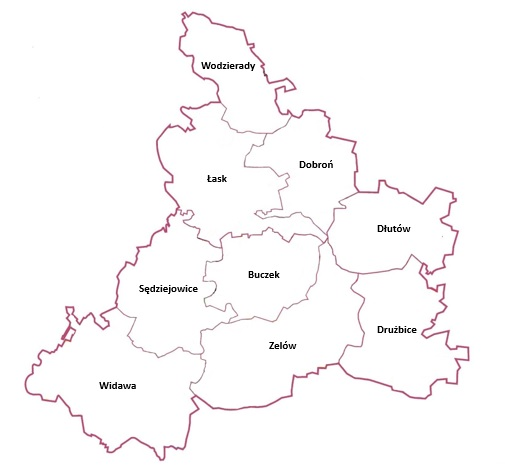 Wodzierady
Dobroń
Łask
Dłutów
Buczek
Sędziejowice
Drużbice
Zelów
Widawa